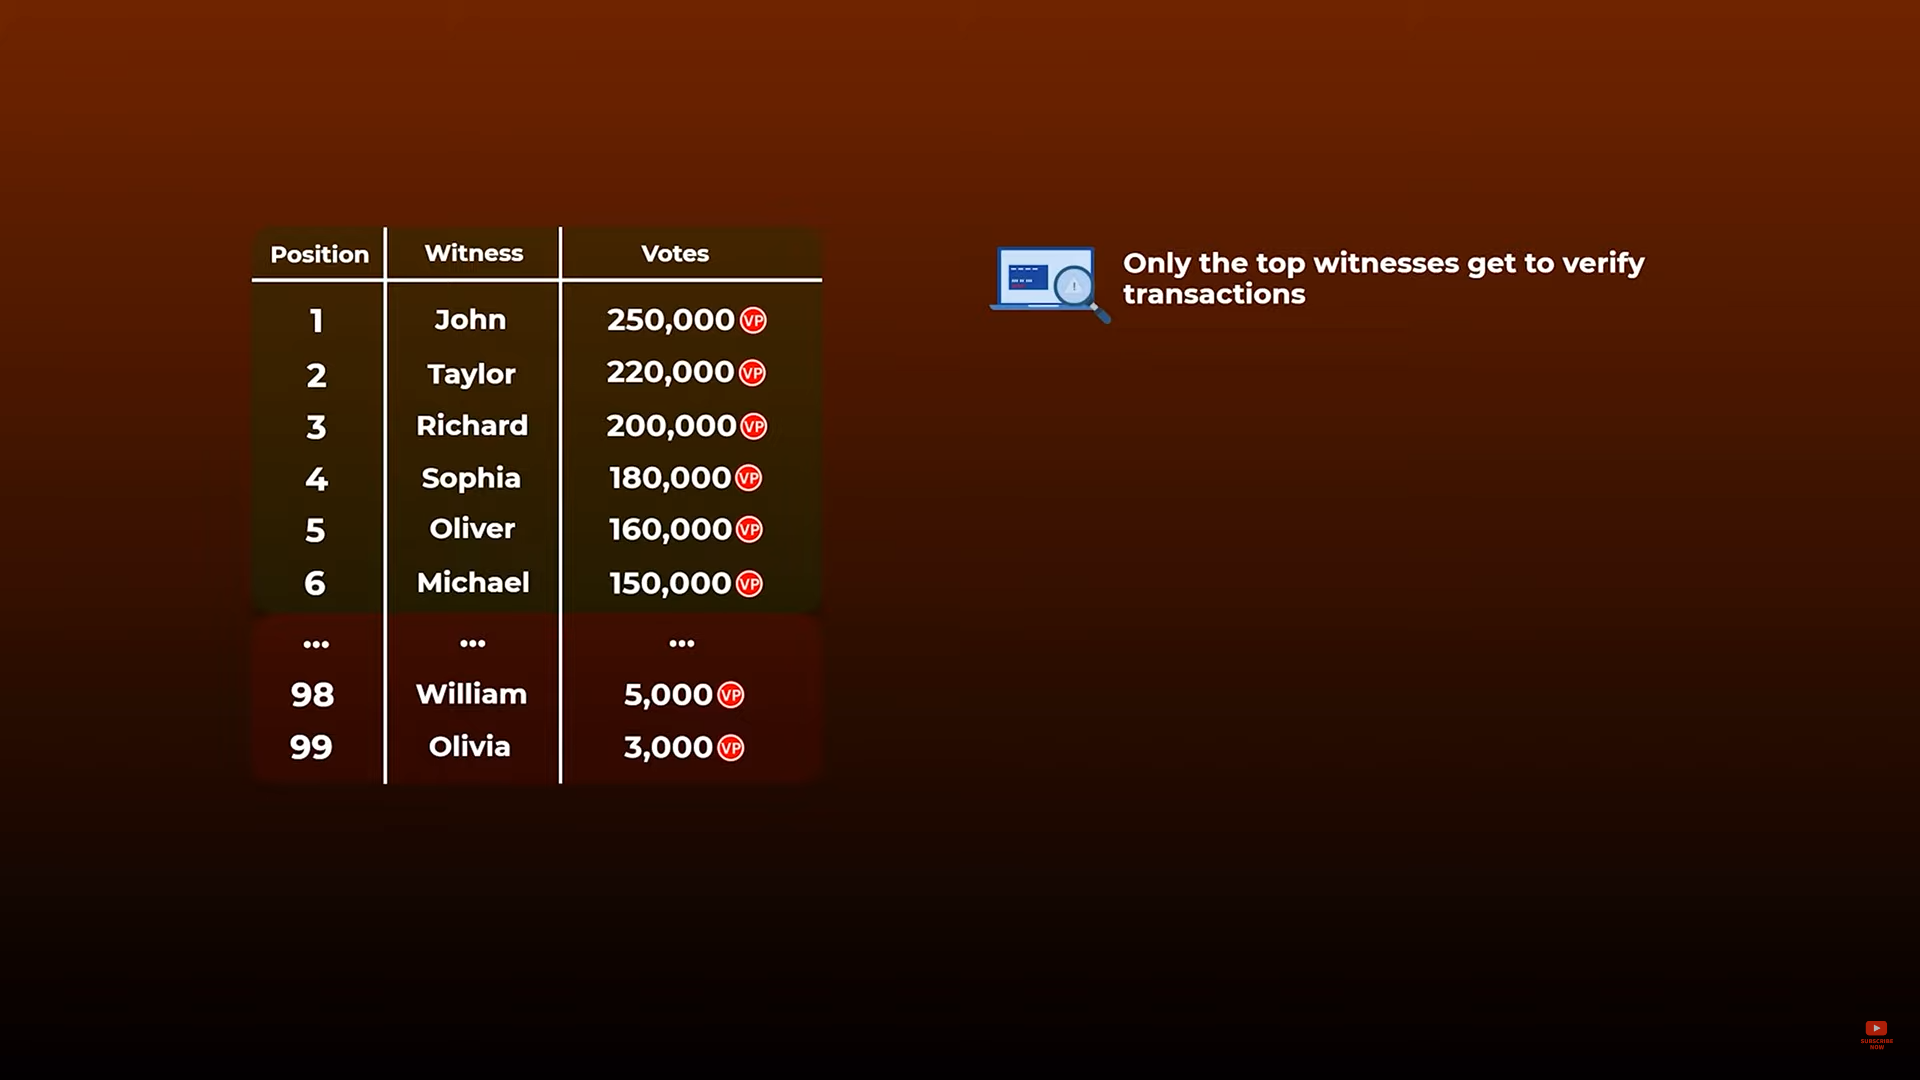 Position Witness Votes
1 John 250,000 VP
2 Taylor 220,000 VP
3 Richard 200,000 VP
4 Sophia 180,000 VP
5 Oliver 160,000 VP
6 Michael 150,000 VP
... ... ...
98 William 5,000 VP
99 Olivia 3,000 VP
Only the top witnesses get to verify
transactions
SUBSCRIBE
NOW